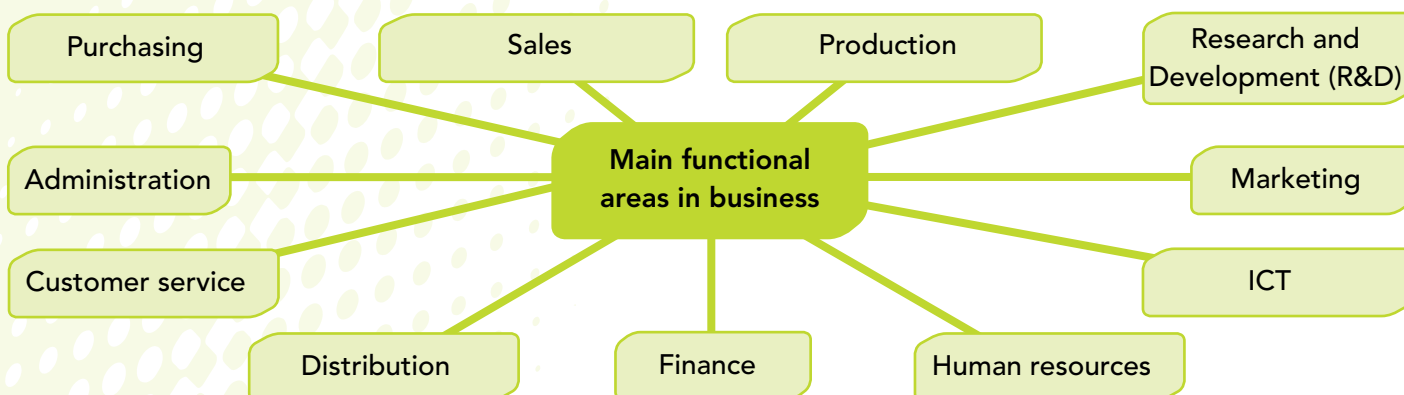 Purchasing
Sales
Production
Research and
Development (R&D)
Main functional
areas in business
Administration
Marketing
Customer service
ICT
Distribution
Finance
Human resources